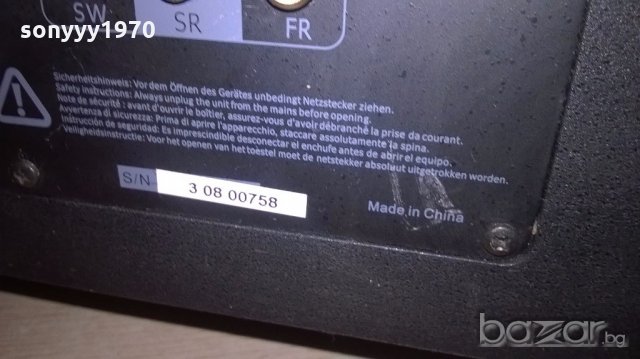 sonyyy1970
SW
SR
FR
Sicherheitshinweis: Vor dem Öffnen des Gerätes unbedingt Netzstecker ziehen.
Safety instructions: Always unplug the unit from the mains before opening.
Note de sécurité : avant d'ouvrir le boîtier, assurez-vous d'avoir débranché la prise da courant.
Avvertenza di sicurezza: Prima di aprire l'apparecchio, staccare assolutamente la spina.
Instrucción de seguridad: Es imprescindible desconectar el enchufe antes de abrir el equipo.
Veiligheidsinstructie: Voor het openen van het toestel moet de netstekker absoluut uitgetrokken worden.
S/N
3 08 00758
Made in China
bazar.bg